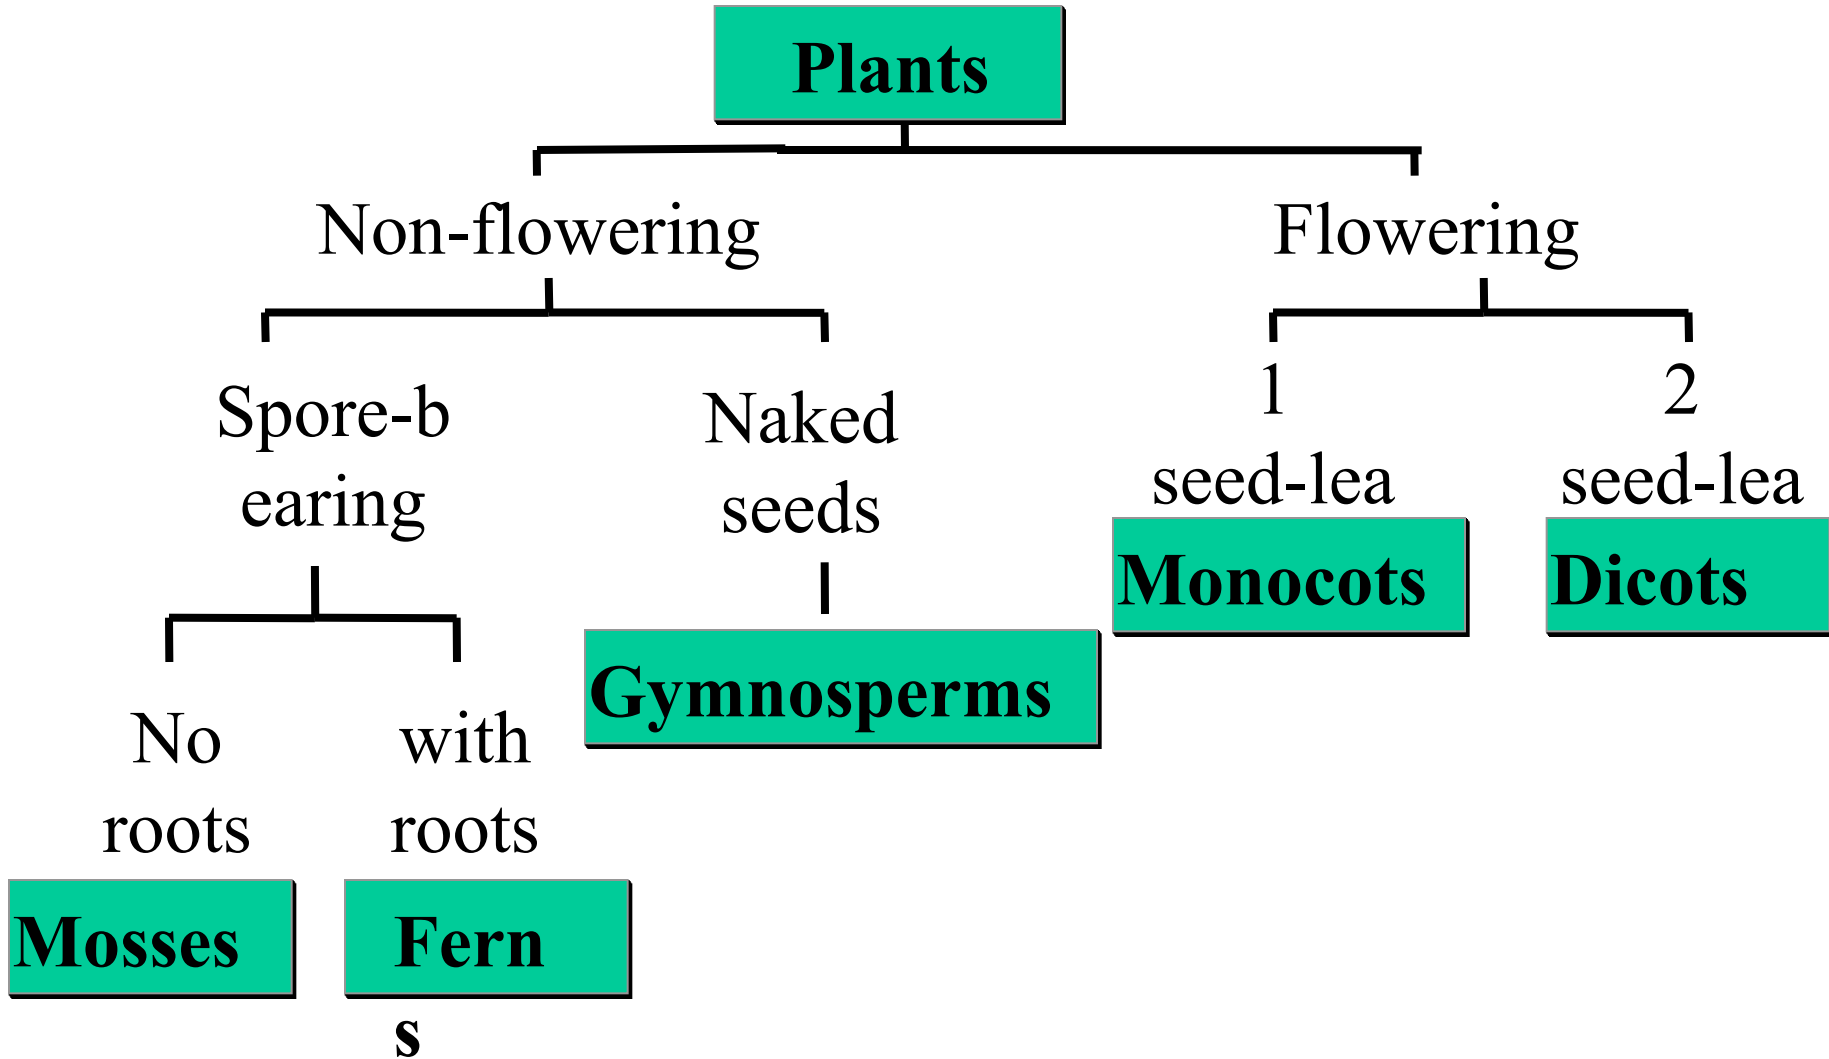 Plants
Non-flowering
Flowering
Spore-b
earing
Naked
seeds
1
seed-lea
2
seed-lea
Monocots
Dicots
Gymnosperms
No
roots
with
roots
Mosses
Fern
s